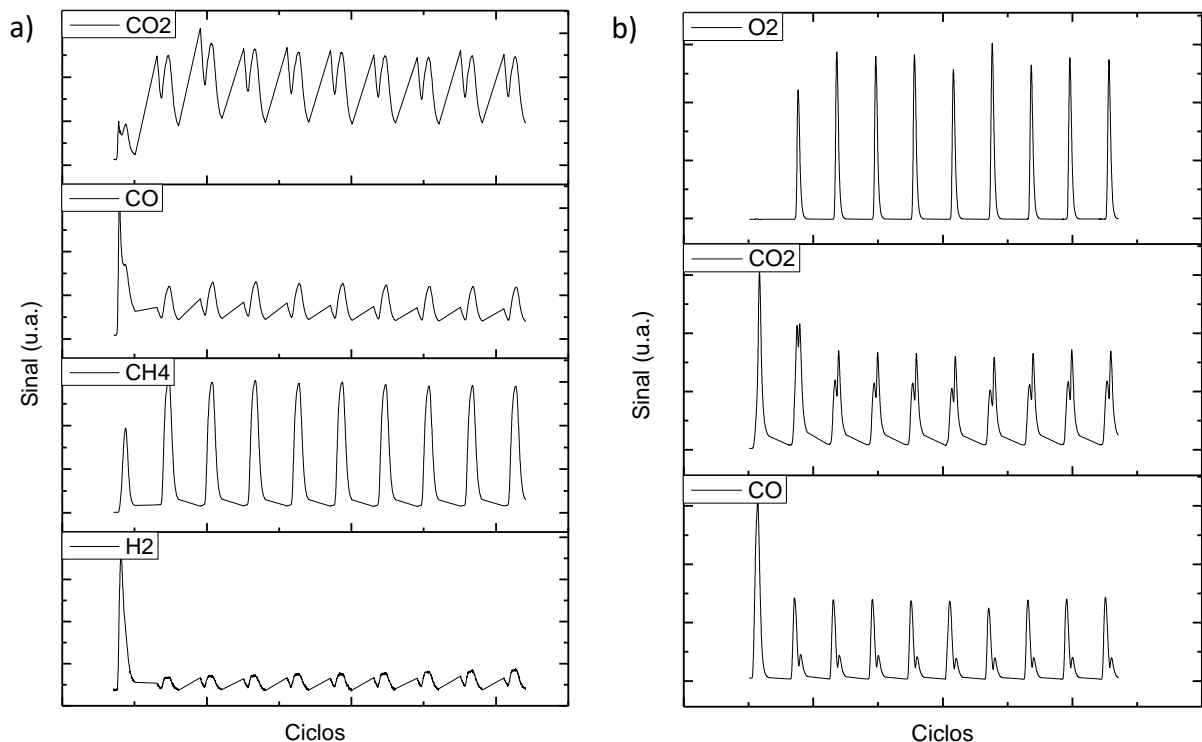 a)
CO2
CO
CH4
H2
Sinal (u.a.)
Ciclos
b)
O2
CO2
CO
Sinal (u.a.)
Ciclos